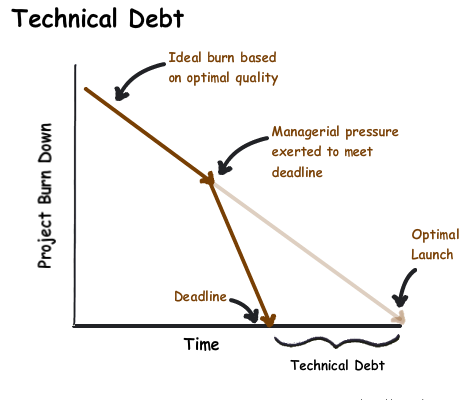 Technical Debt
Ideal burn based
on optimal quality
Managerial pressure
exerted to meet
deadline
Project Burn Down
Optimal
Launch
Deadline
Time
Technical Debt